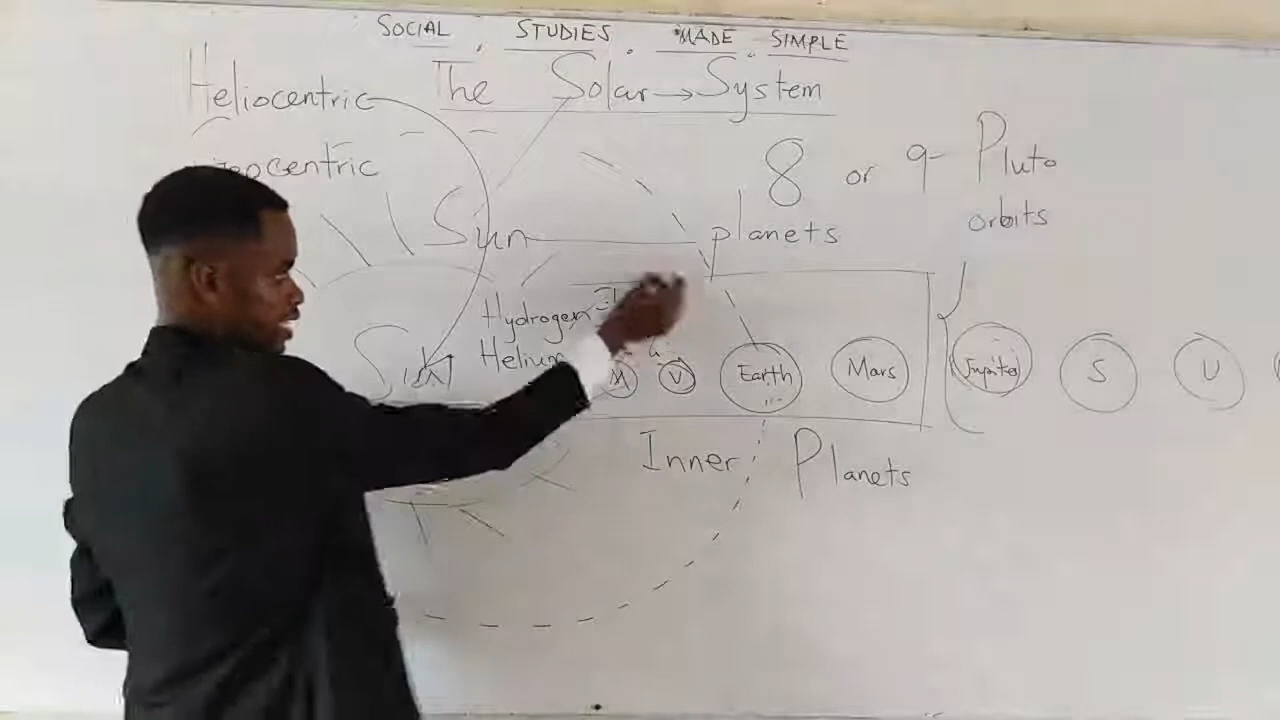 SOCIAL STUDIES MADE SIMPLE
The Solar → System
Heliocentric
8 or 9 Pluto
orbits
planets
Sun
Hydrogen
Helium
Sun
M V Earth Mars Jupiter S U
Inner Planets